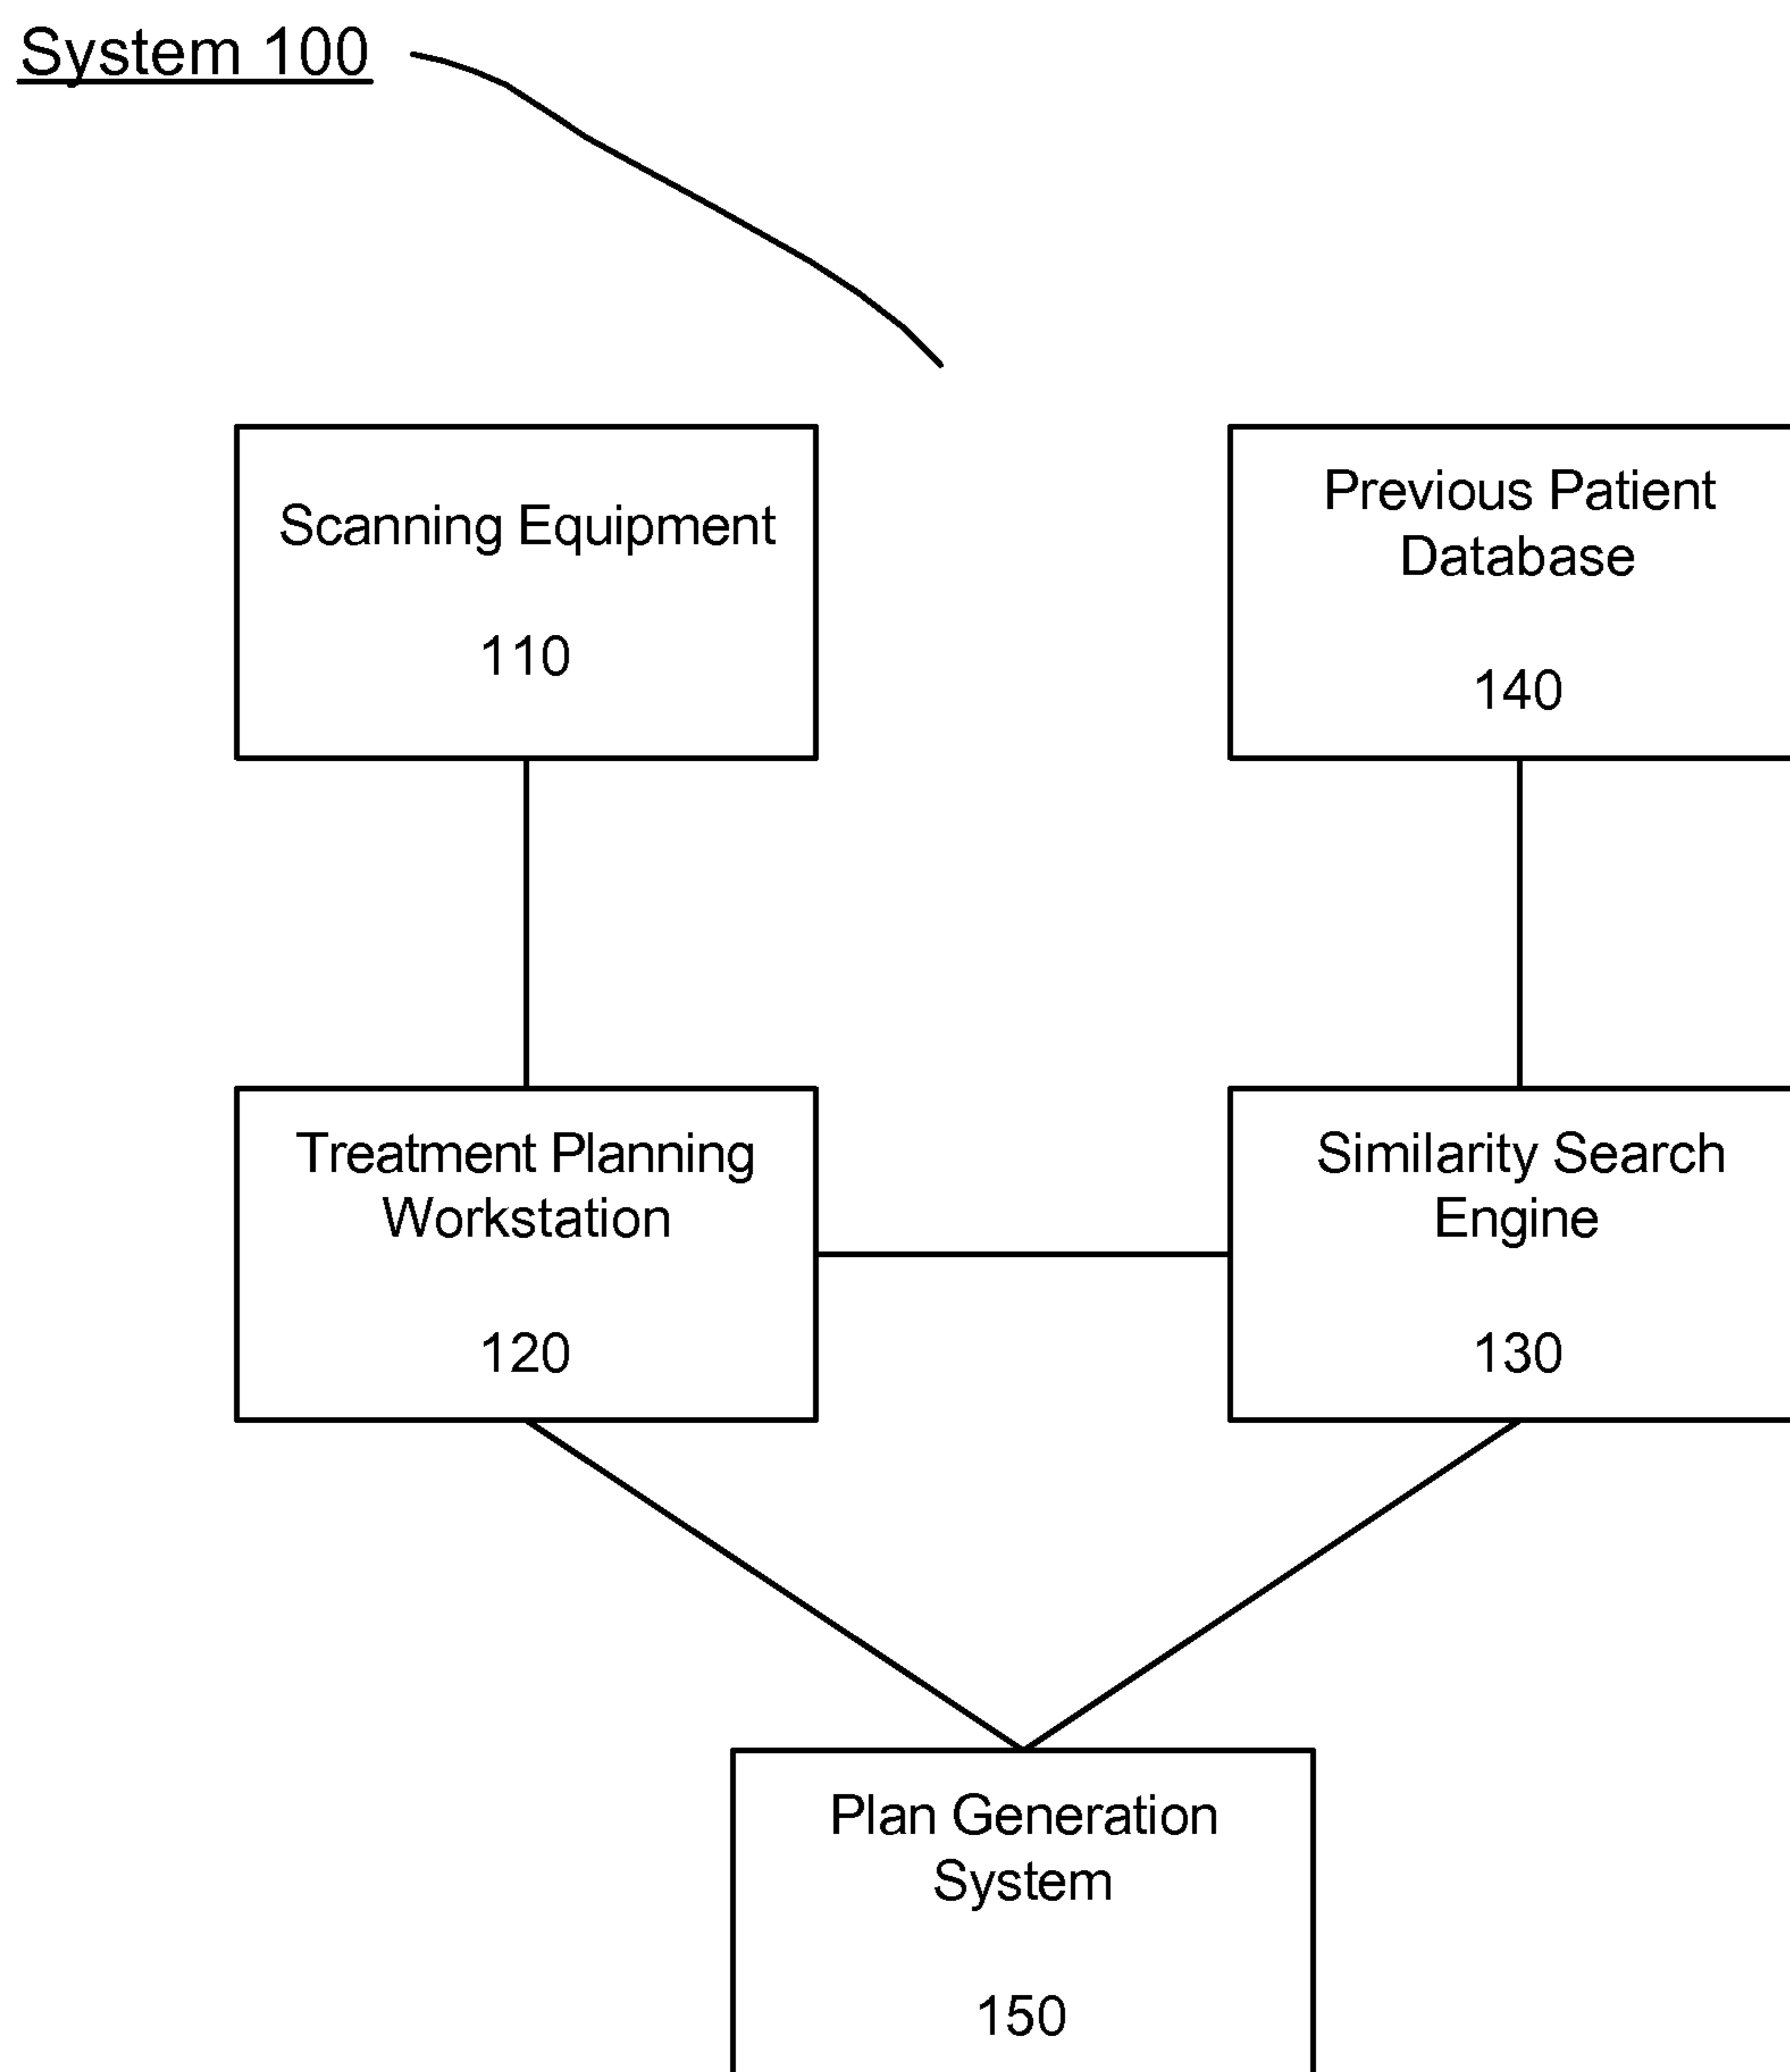 System 100
Scanning Equipment
110
Previous Patient
Database
140
Treatment Planning
Workstation
120
Similarity Search
Engine
130
Plan Generation
System
150